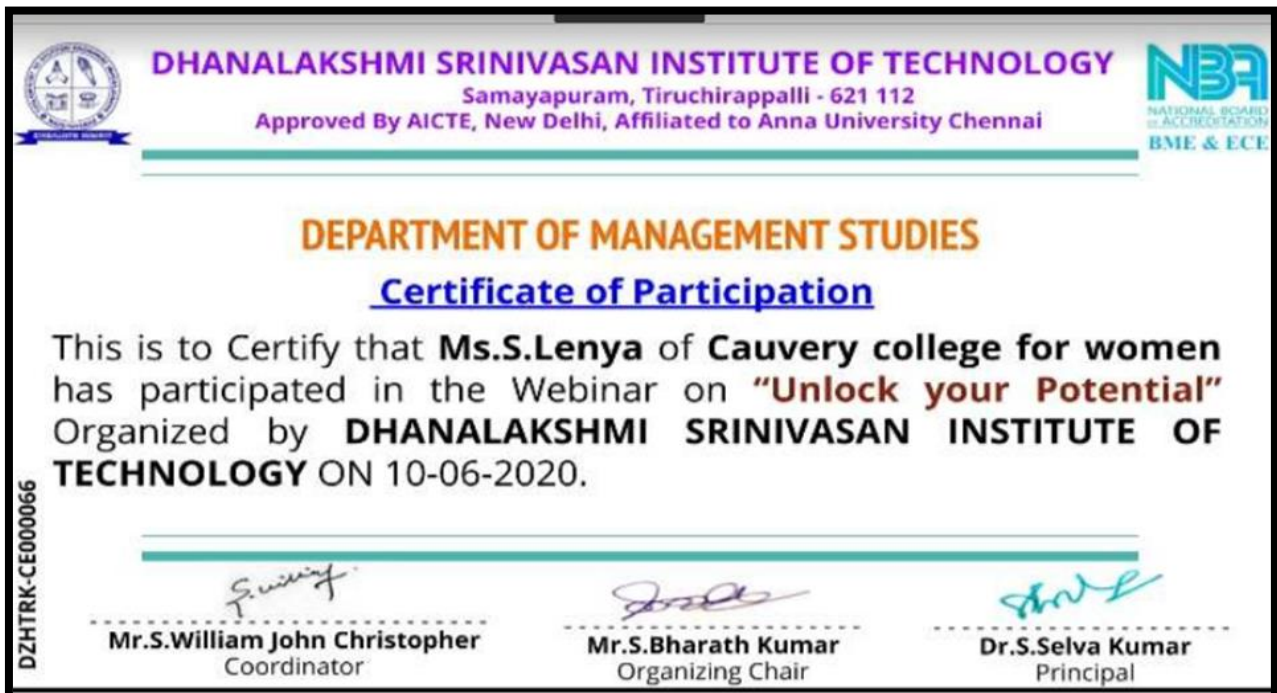 DHANALAKSHMI SRINIVASAN INSTITUTE OF TECHNOLOGY
Samayapuram, Tiruchirappalli - 621 112
Approved By AICTE, New Delhi, Affiliated to Anna University Chennai
NBA
NATIONAL BOARD
OF ACCREDITATION
BME & ECE
DEPARTMENT OF MANAGEMENT STUDIES
Certificate of Participation
This is to Certify that Ms.S.Lenya of Cauvery college for women
has participated in the Webinar on “Unlock your Potential”
Organized by DHANALAKSHMI SRINIVASAN INSTITUTE OF
TECHNOLOGY ON 10-06-2020.
DZHTRK-CE000066
Mr.S.William John Christopher
Coordinator
Mr.S.Bharath Kumar
Organizing Chair
Dr.S.Selva Kumar
Principal